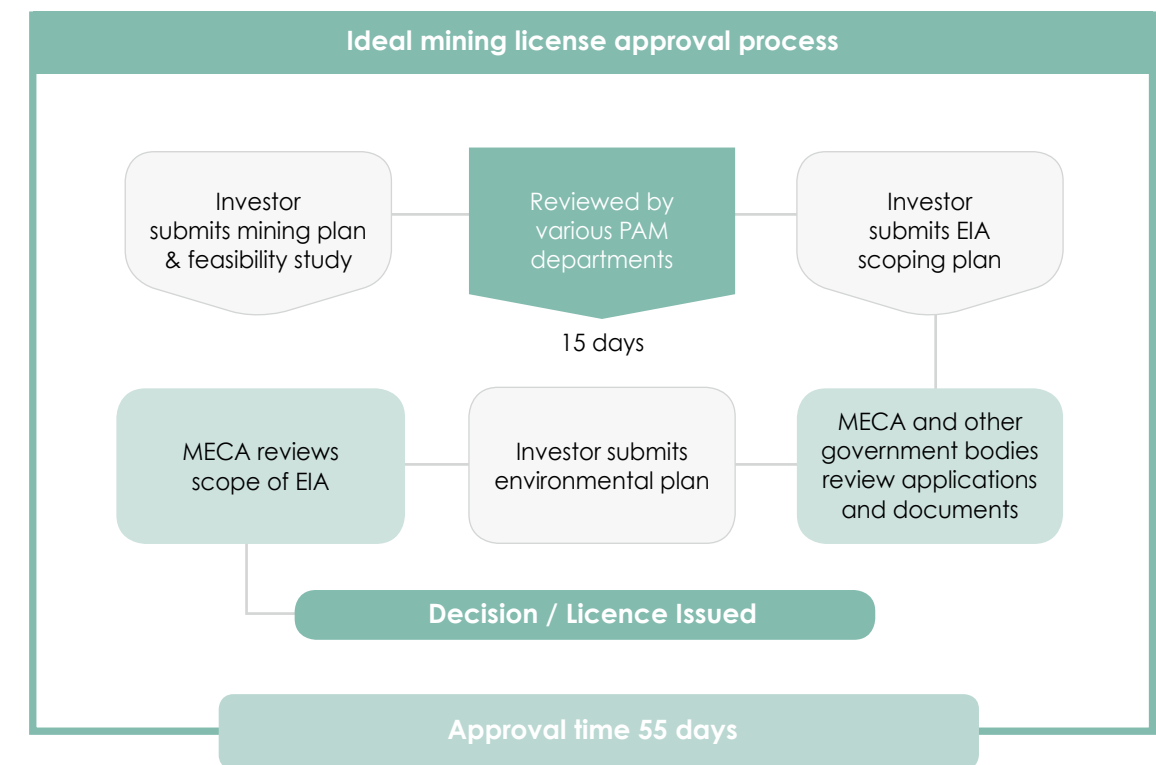 Ideal mining license approval process
Investor
submits mining plan
& feasibility study
Reviewed by
various PAM
departments
15 days
Investor
submits EIA
scoping plan
MECA and other
government bodies
review applications
and documents
Investor submits
environmental plan
MECA reviews
scope of EIA
Decision / Licence Issued
Approval time 55 days